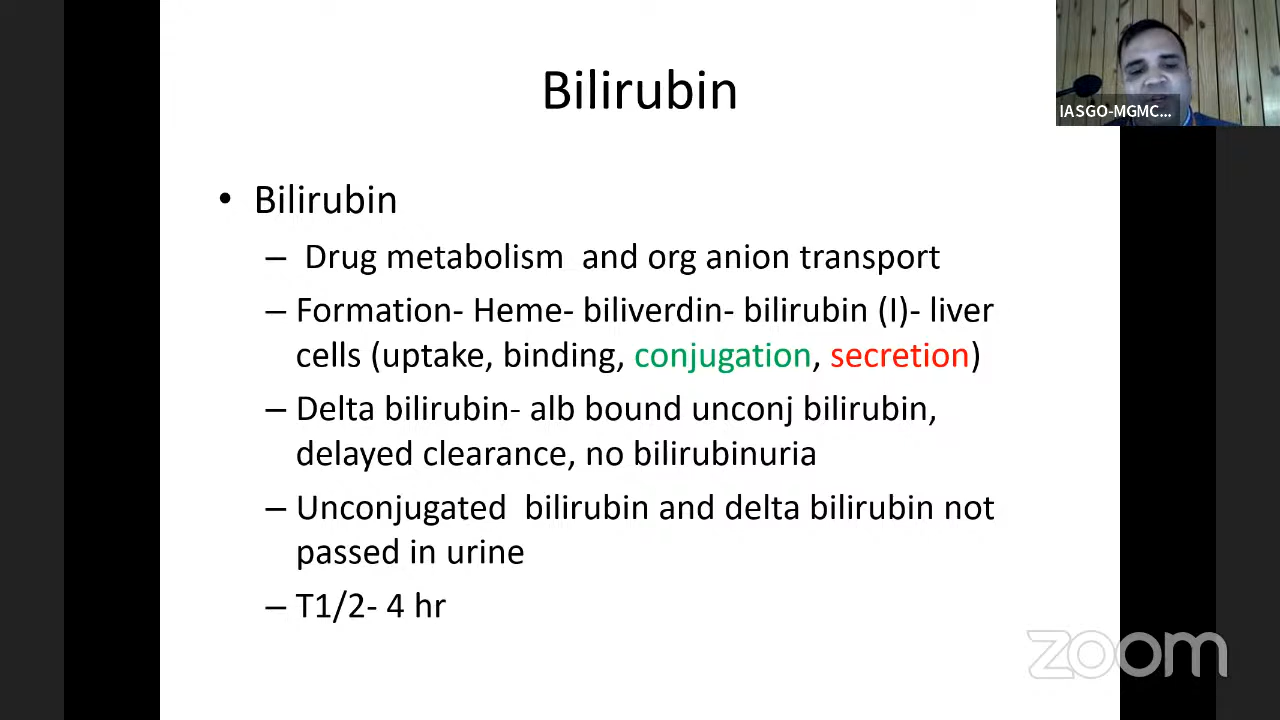 Bilirubin
IASGO-MGMC...
• Bilirubin
– Drug metabolism and org anion transport
– Formation- Heme- biliverdin- bilirubin (I)- liver
cells (uptake, binding, conjugation, secretion)
– Delta bilirubin- alb bound unconj bilirubin,
delayed clearance, no bilirubinuria
– Unconjugated bilirubin and delta bilirubin not
passed in urine
– T1/2- 4 hr
zoom